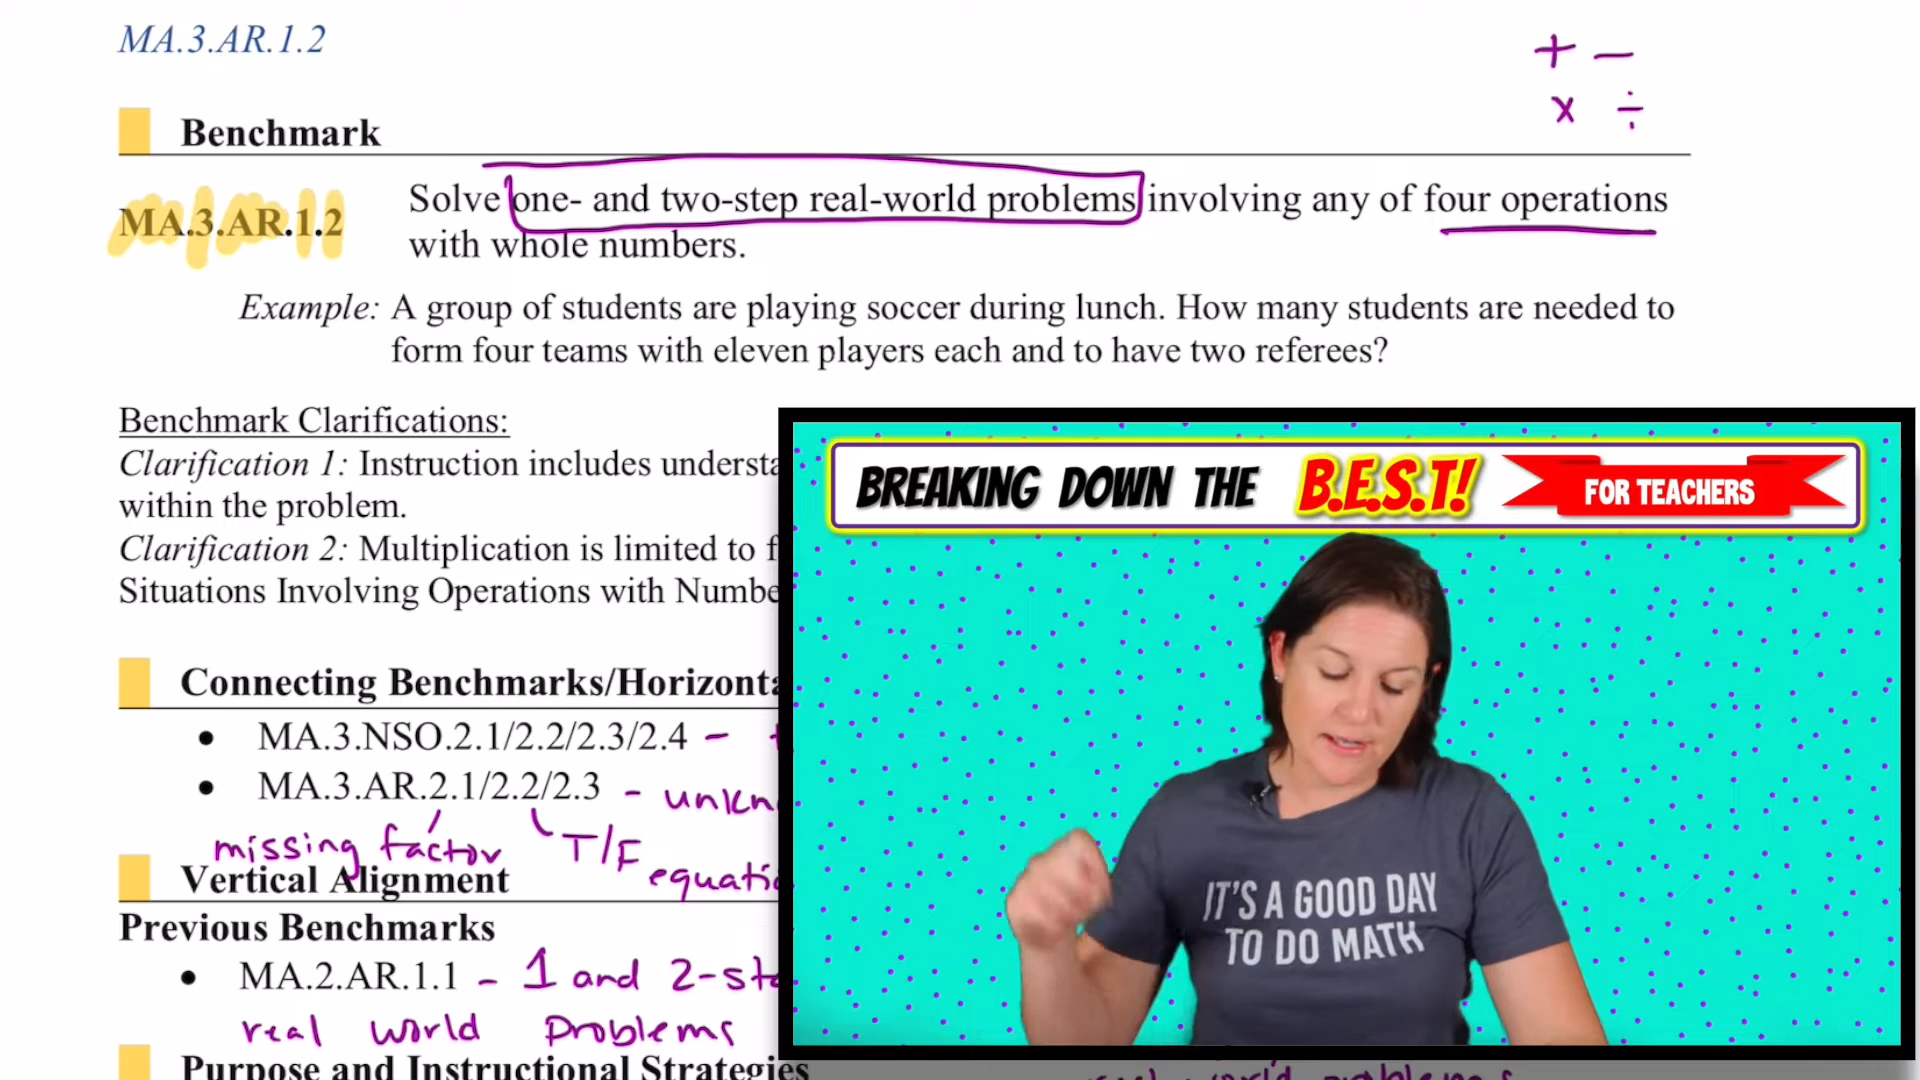 MA.3.AR.1.2
+ −
x ÷
Benchmark
MA.3.AR.1.2
Solve one- and two-step real-world problems involving any of four operations
with whole numbers.
Example: A group of students are playing soccer during lunch. How many students are needed to
form four teams with eleven players each and to have two referees?
Benchmark Clarifications:
Clarification 1: Instruction includes understa
within the problem.
Clarification 2: Multiplication is limited to f
Situations Involving Operations with Numbe
Connecting Benchmarks/Horizonta
• MA.3.NSO.2.1/2.2/2.3/2.4 –
• MA.3.AR.2.1/2.2/2.3 – unkn
missing factor T/F
equatio
Vertical Alignment
Previous Benchmarks
• MA.2.AR.1.1 – 1 and 2-ste
real world problems
Purpose and Instructional Strategies
BREAKING DOWN THE B.E.S.T! FOR TEACHERS
IT'S A GOOD DAY
TO DO MATH